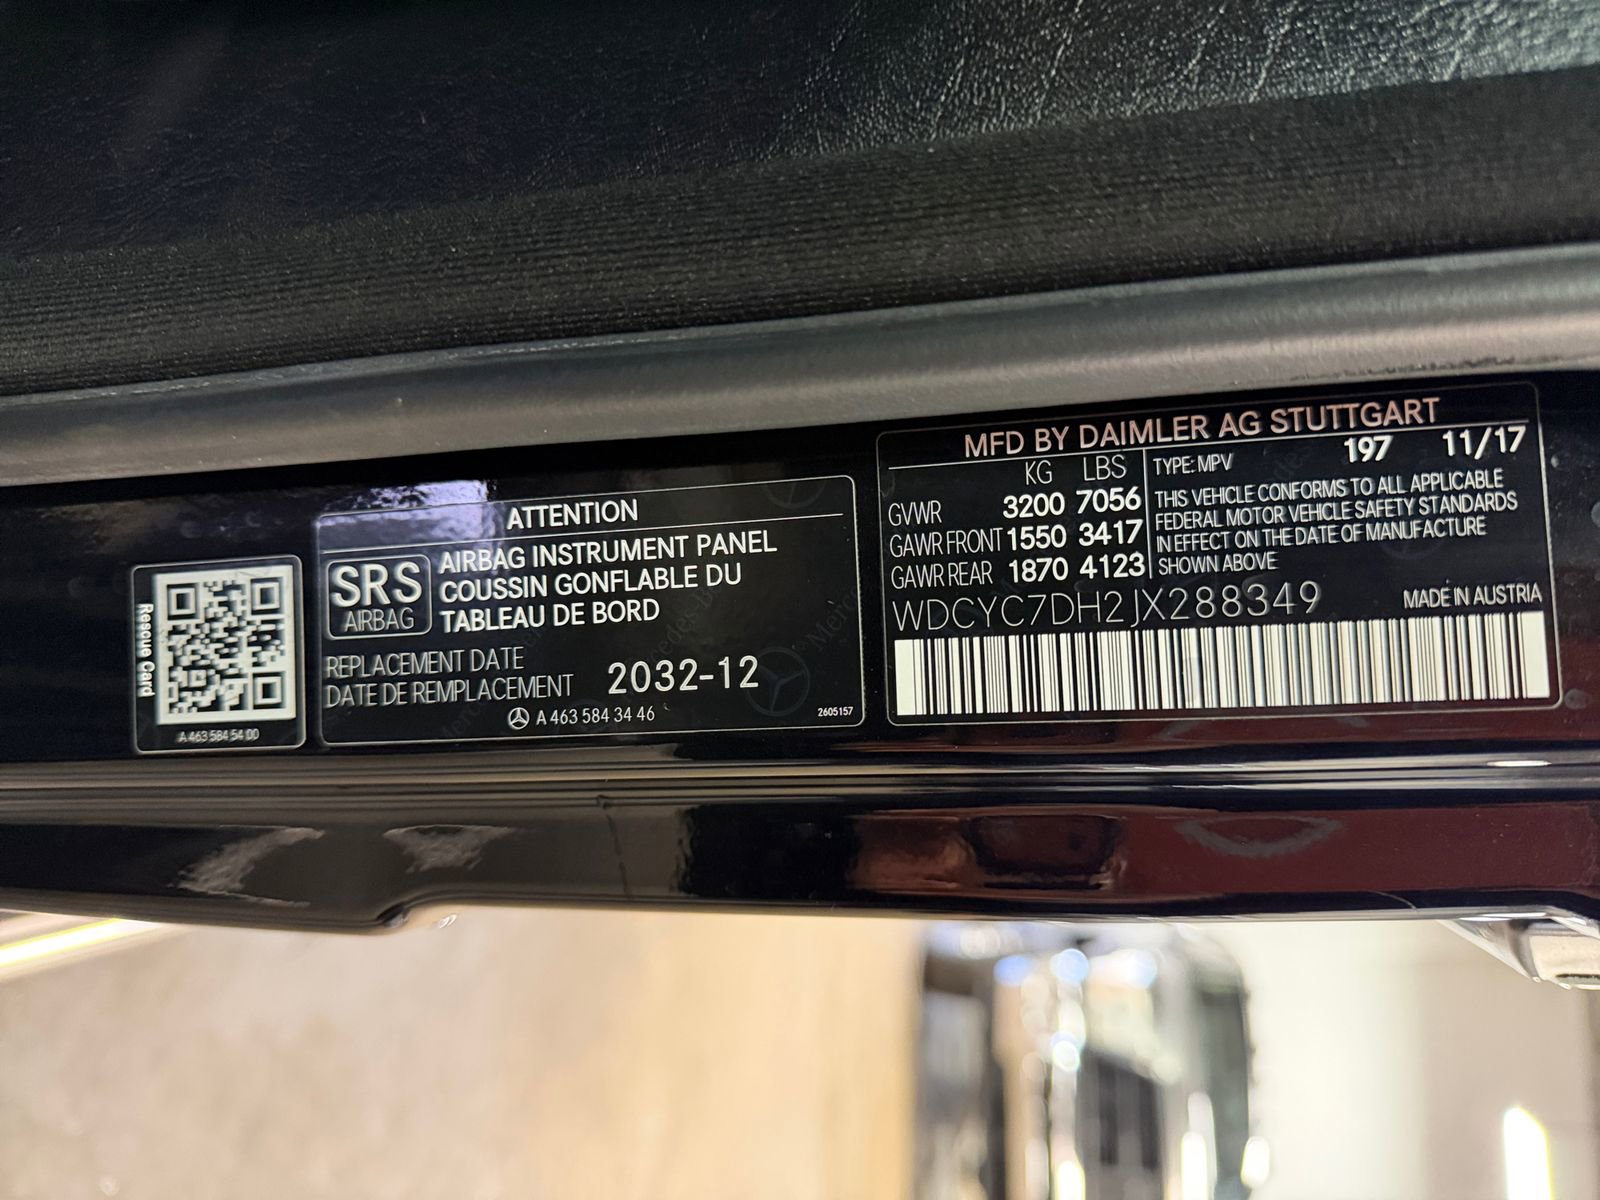 Rescue Card
A 463 584 54 00
ATTENTION
SRS
AIRBAG
AIRBAG INSTRUMENT PANEL
COUSSIN GONFLABLE DU
TABLEAU DE BORD
REPLACEMENT DATE
DATE DE REMPLACEMENT
2032-12
A 463 584 34 46
2605157
MFD BY DAIMLER AG STUTTGART
KG LBS
GVWR 3200 7056
GAWR FRONT 1550 3417
GAWR REAR 1870 4123
TYPE: MPV 197 11/17
THIS VEHICLE CONFORMS TO ALL APPLICABLE
FEDERAL MOTOR VEHICLE SAFETY STANDARDS
IN EFFECT ON THE DATE OF MANUFACTURE
SHOWN ABOVE
WDCYC7DH2JX288349
MADE IN AUSTRIA